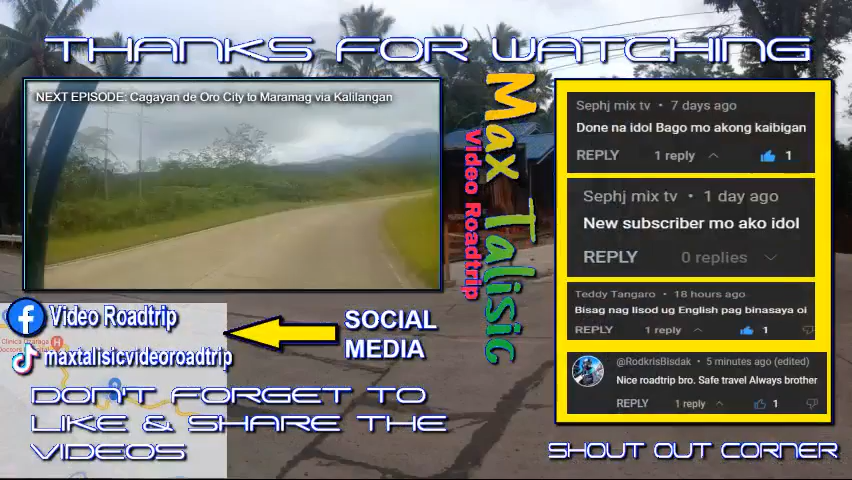 THANKS FOR WATCHING
NEXT EPISODE: Cagayan de Oro City to Maramag via Kalilangan
Max Talisic
Video Roadtrip
Sephj mix tv • 7 days ago
Done na idol Bago mo akong kaibigan
REPLY 1 reply 1
Sephj mix tv • 1 day ago
New subscriber mo ako idol
REPLY 0 replies
Teddy Tangaro • 18 hours ago
Bisag nag lisod ug English pag binasaya oi
REPLY 1 reply 1
@RodkrisBisdak • 5 minutes ago (edited)
Nice roadtrip bro. Safe travel Always brother
REPLY 1 reply 1
SHOUT OUT CORNER
Video Roadtrip
maxtalisicvideoroadtrip
SOCIAL
MEDIA
DON'T FORGET TO
LIKE & SHARE THE
VIDEOS